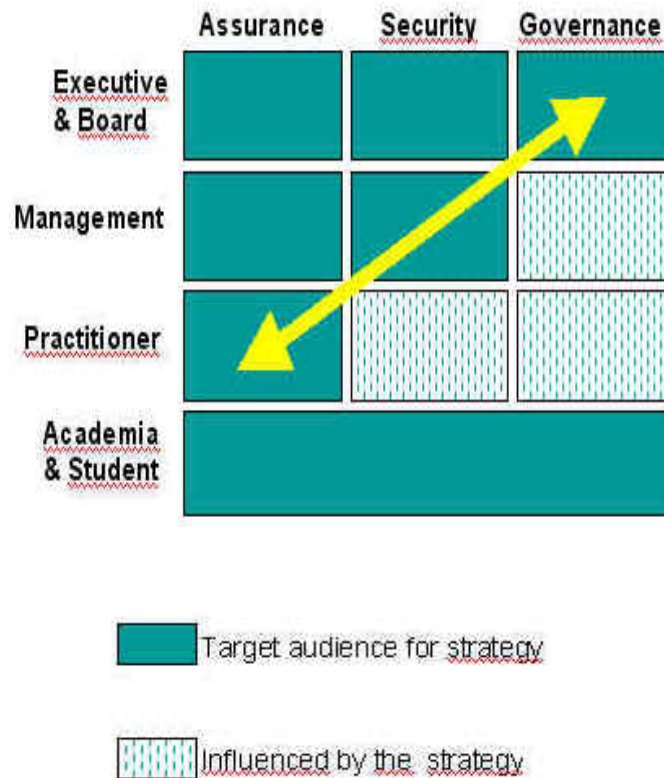 Assurance Security Governance
Executive
& Board
Management
Practitioner
Academia
& Student
Target audience for strategy
Influenced by the strategy